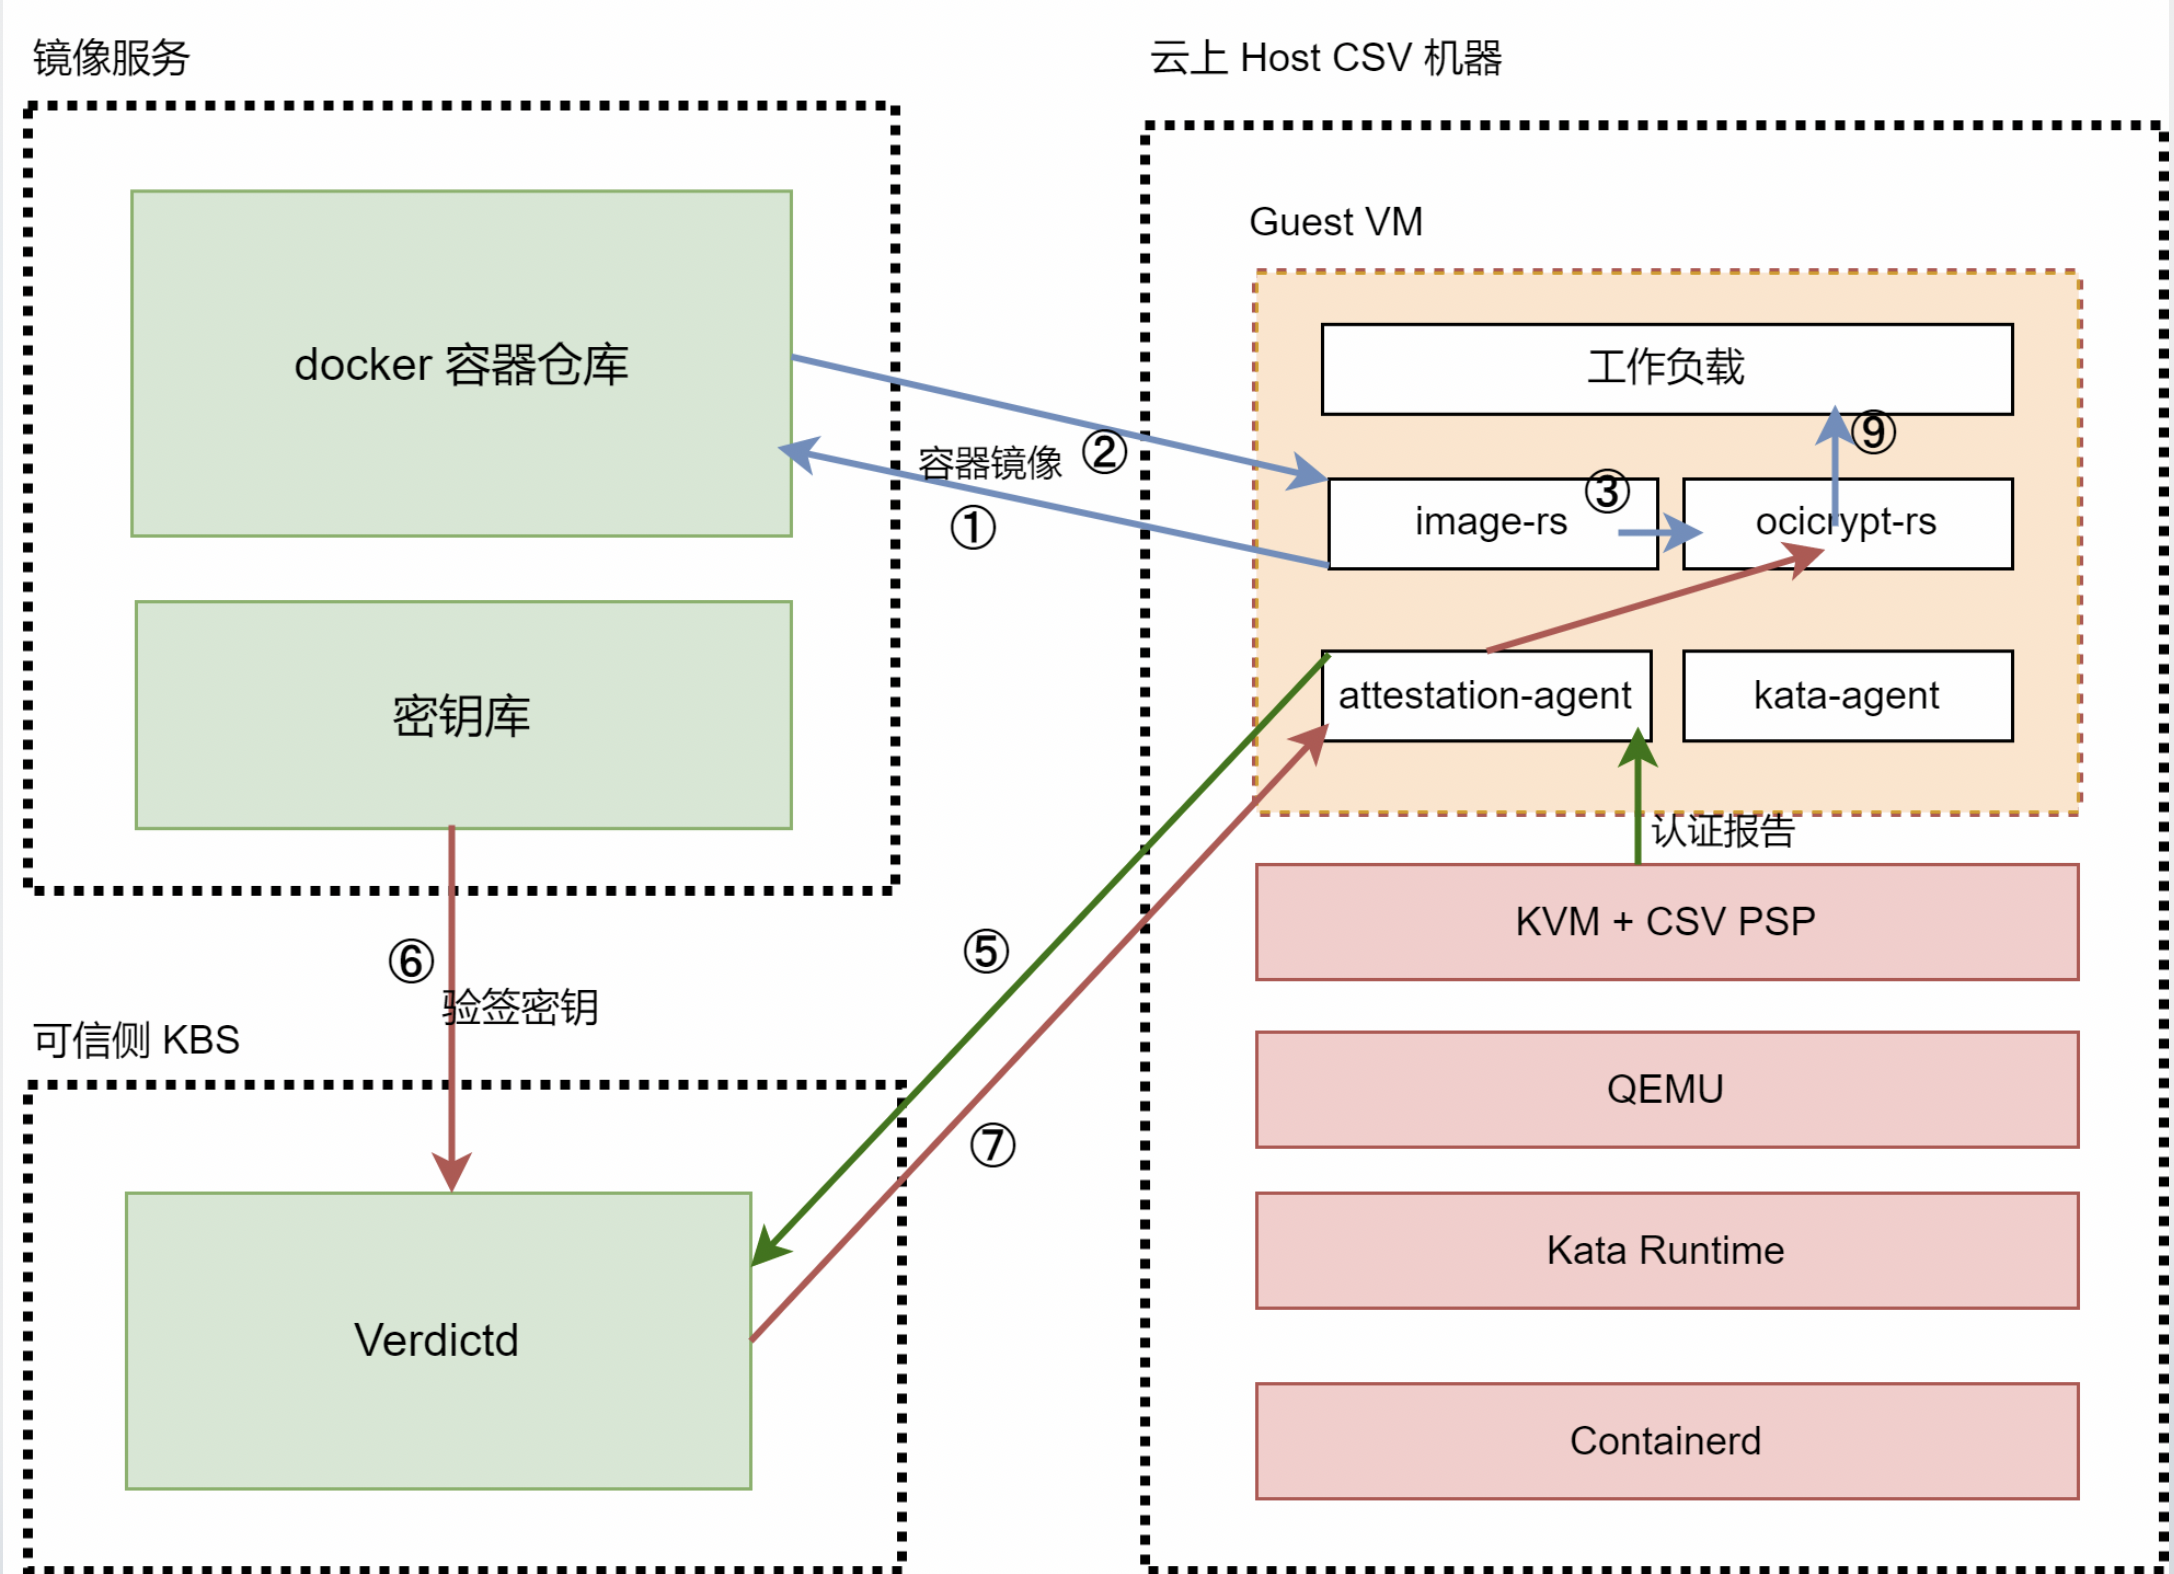 镜像服务
docker 容器仓库
密钥库
⑥
验签密钥
可信侧 KBS
Verdictd
容器镜像
②
①
⑤
⑦
云上 Host CSV 机器
Guest VM
工作负载
⑨
③
image-rs
ocicrypt-rs
attestation-agent
kata-agent
认证报告
KVM + CSV PSP
QEMU
Kata Runtime
Containerd